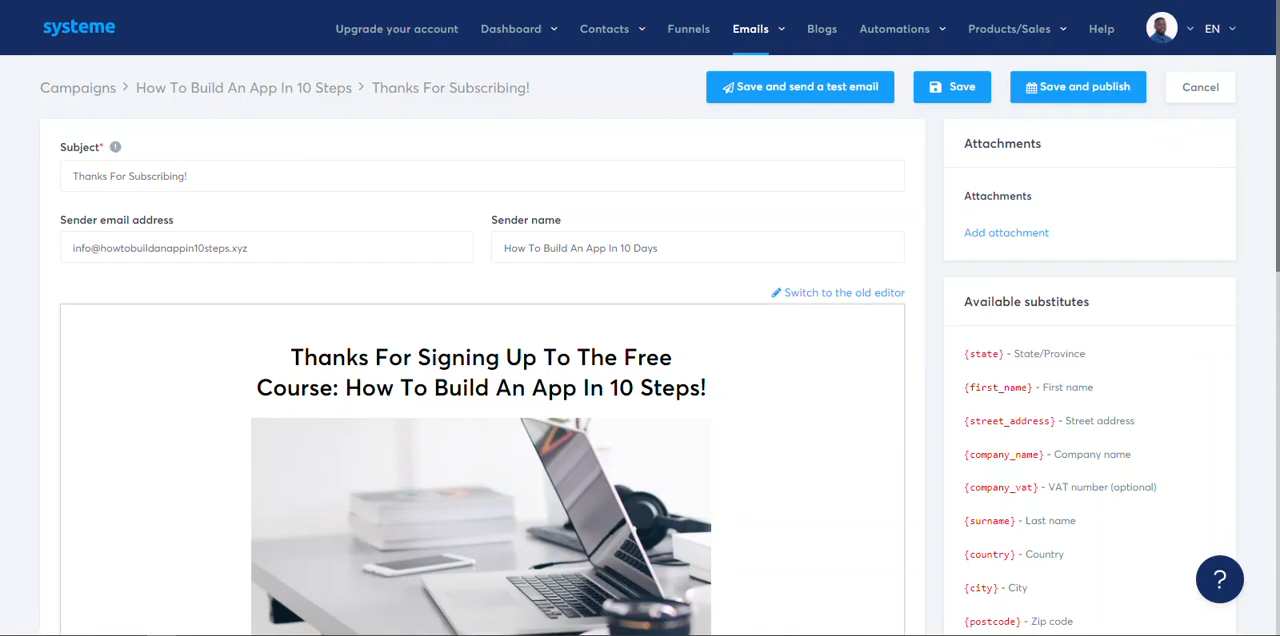 systeme
Upgrade your account Dashboard Contacts Funnels Emails Blogs Automations Products/Sales Help EN
Campaigns > How To Build An App In 10 Steps > Thanks For Subscribing!
Save and send a test email Save Save and publish Cancel
Subject* !
Thanks For Subscribing!
Sender email address Sender name
info@howtobuildanappin10steps.xyz How To Build An App In 10 Days
Switch to the old editor
Thanks For Signing Up To The Free
Course: How To Build An App In 10 Steps!
Attachments
Attachments
Add attachment
Available substitutes
{state} - State/Province
{first_name} - First name
{street_address} - Street address
{company_name} - Company name
{company_vat} - VAT number (optional)
{surname} - Last name
{country} - Country
{city} - City
{postcode} - Zip code
?